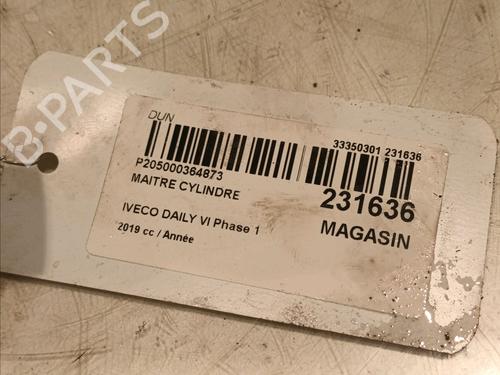 B-PARTS
DUN
33350301 231636
P205000364873
MAITRE CYLINDRE
231636
IVECO DAILY VI Phase 1
MAGASIN
2019 cc / Année